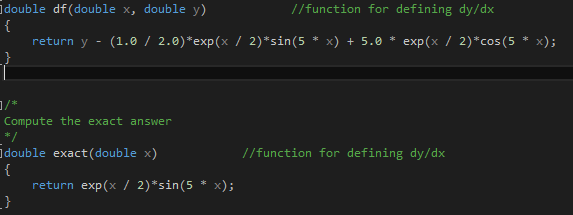 double df(double x, double y)          //function for defining dy/dx
{
    return y - (1.0 / 2.0)*exp(x / 2)*sin(5 * x) + 5.0 * exp(x / 2)*cos(5 * x);
}
/*
Compute the exact answer
*/
double exact(double x)          //function for defining dy/dx
{
    return exp(x / 2)*sin(5 * x);
}